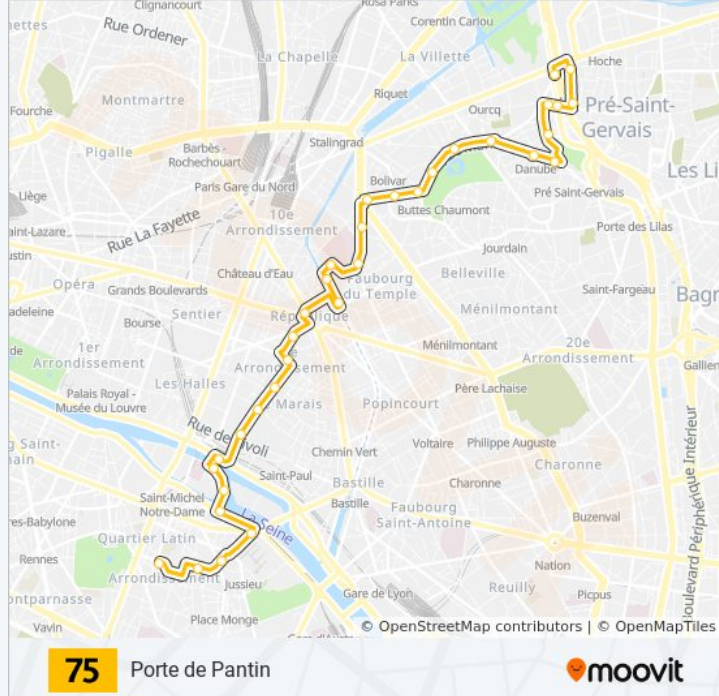 Clignancourt
Rosa Parks
ettes
Rue Ordener
Corentin Cariou
La Chapelle
La Villette
Hoche
Fourche
Montmartre
Riquet
Ourcq
Pré-Saint-
Gervais
Pigalle
Barbès -
Rochechouart
Stalingrad
Liège
Paris Gare du Nord
Bolivar
Danube
Les Li
Pré Saint-Gervais
aint-Lazare
Rue La Fayette
10e
Arrondissement
Buttes Chaumont
Porte des Lilas
ustin
Jourdain
Château d'Eau
Faubourg
du Temple
Belleville
Opéra
Grands Boulevards
Saint-Fargeau
Bagn
adeleine
Bourse
Sentier
République
Ménilmontant
1er
Arrondissement
Ménilmontant
20e
Arrondissement
Gallien
de
Les Halles
Père Lachaise
Palais Royal -
Musée du Louvre
Marais
Popincourt
Rue de
ivoli
Voltaire
Philippe Auguste
g Saint-
ain
Chemin Vert
Charonne
Saint-Paul
Bastille
Charonne
Saint-Michel
Notre-Dame
Bastille
Faubourg
Saint-Antoine
Buzenval
res-Babylone
Quartier Latin
La Seine
Rennes
Nation
Jussieu
Reuilly
Picpus
ontparnasse
Gare de Lyon
Place Monge
Vavin
Boulevard Périphérique Intérieur
© OpenStreetMap contributors | © OpenMapTiles
75 Porte de Pantin
moovit